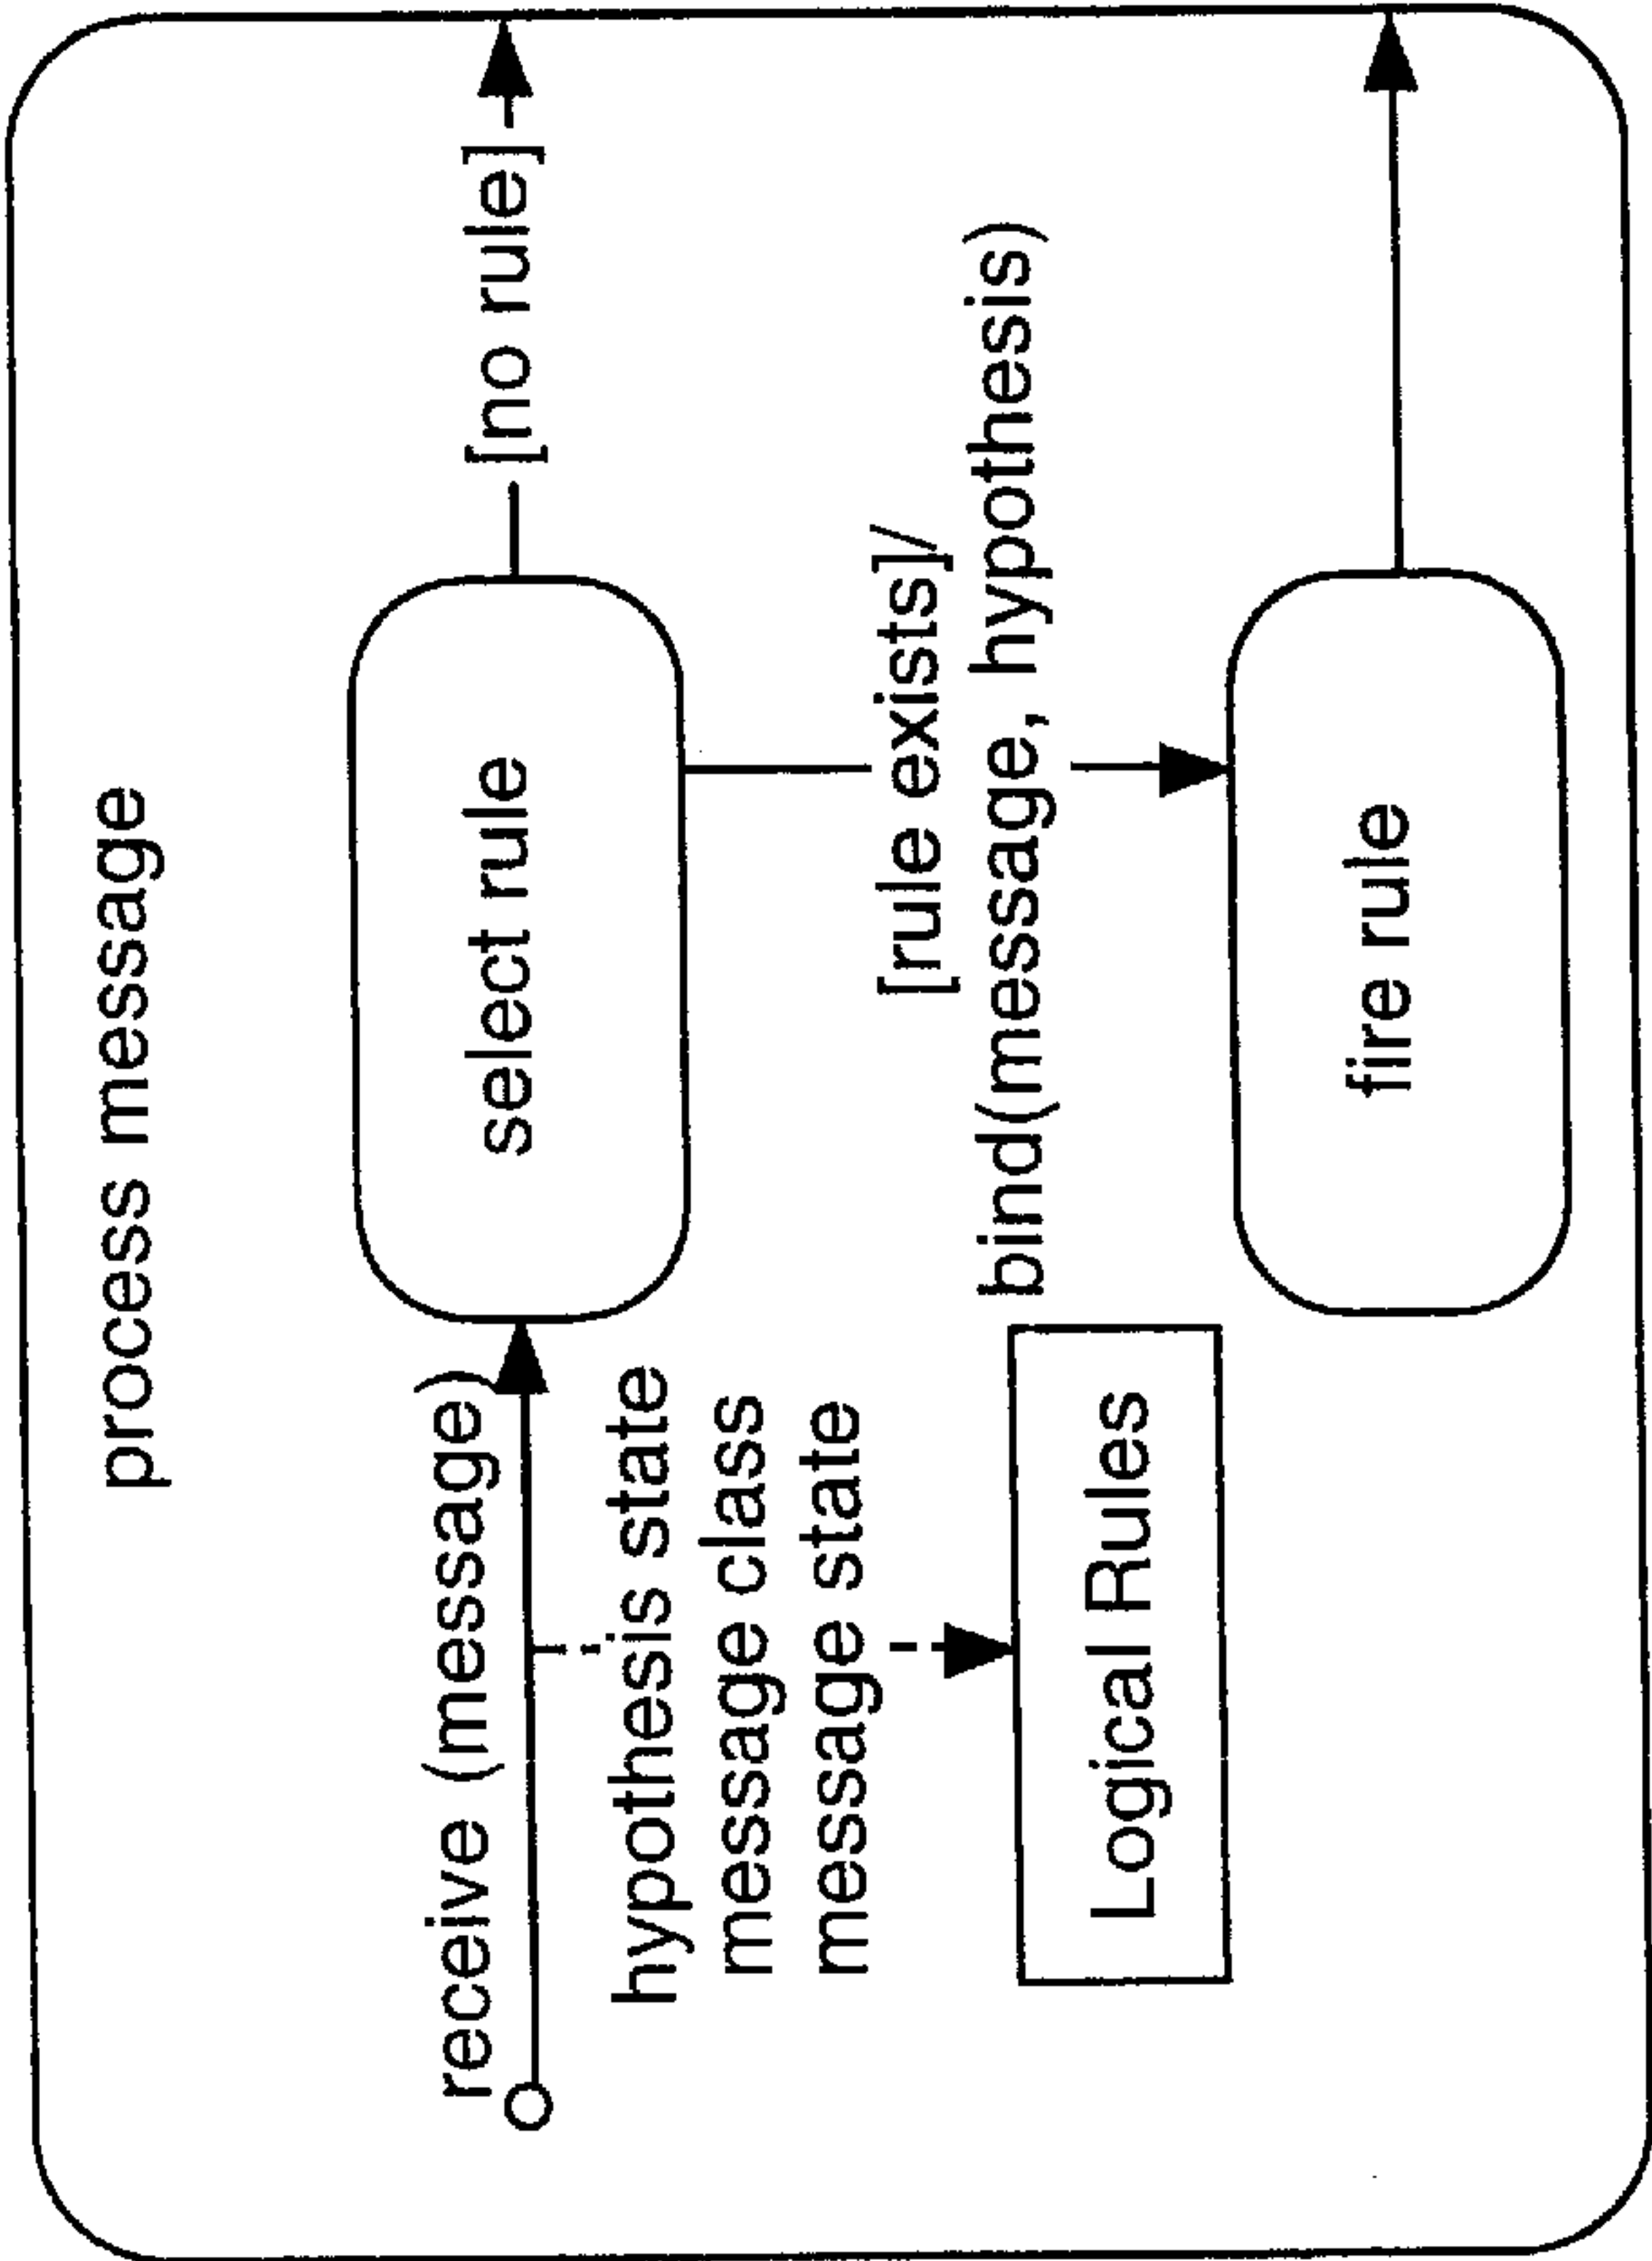 process message
receive (message)
select rule
[no rule]
hypothesis state
message class
message state
[rule exists]/
bind(message, hypothesis)
Logical Rules
fire rule